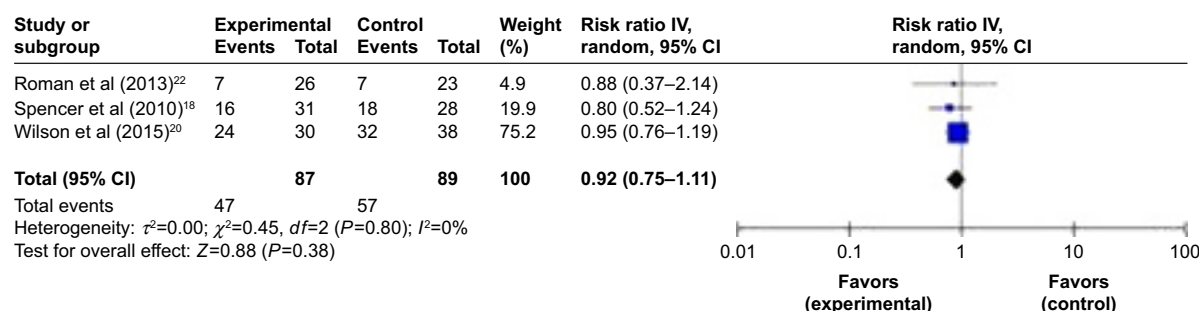 Study or subgroup Experimental Control Weight (%) Risk ratio IV, random, 95% CI Risk ratio IV, random, 95% CI
Events Total Events Total
Roman et al (2013)²² 7 26 7 23 4.9 0.88 (0.37–2.14)
Spencer et al (2010)¹⁸ 16 31 18 28 19.9 0.80 (0.52–1.24)
Wilson et al (2015)²⁰ 24 30 32 38 75.2 0.95 (0.76–1.19)
Total (95% CI) 87 89 100 0.92 (0.75–1.11)
Total events 47 57
Heterogeneity: τ²=0.00; χ²=0.45, df=2 (P=0.80); I²=0%
Test for overall effect: Z=0.88 (P=0.38)
0.01 0.1 1 10 100
Favors (experimental) Favors (control)